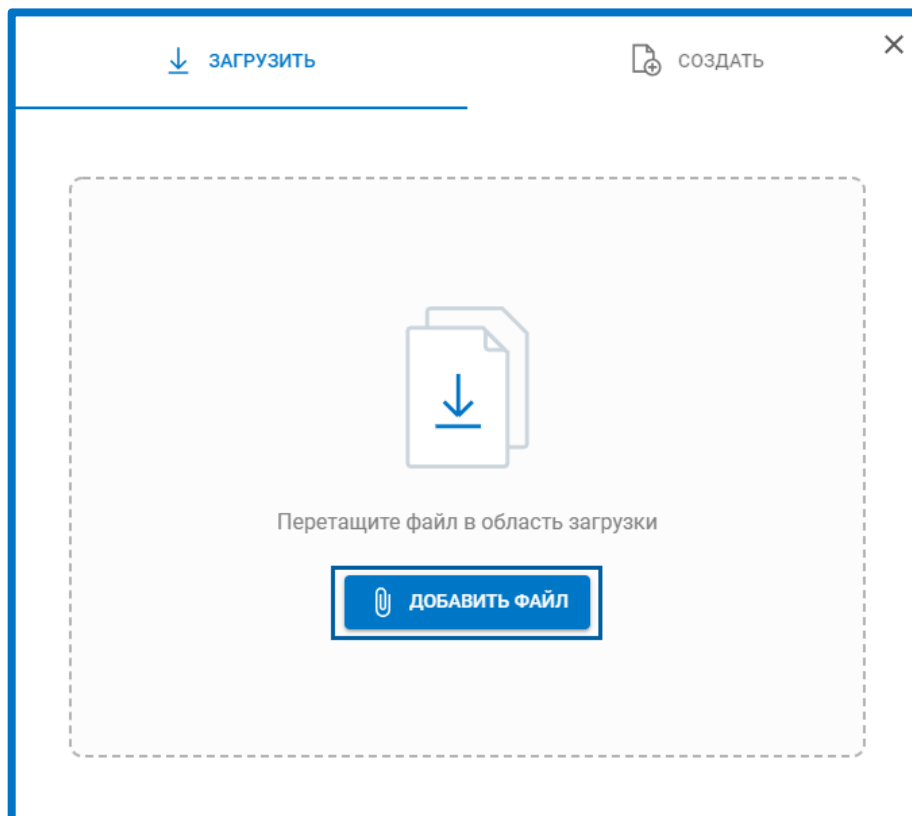 ЗАГРУЗИТЬ
СОЗДАТЬ
Перетащите файл в область загрузки
ДОБАВИТЬ ФАЙЛ